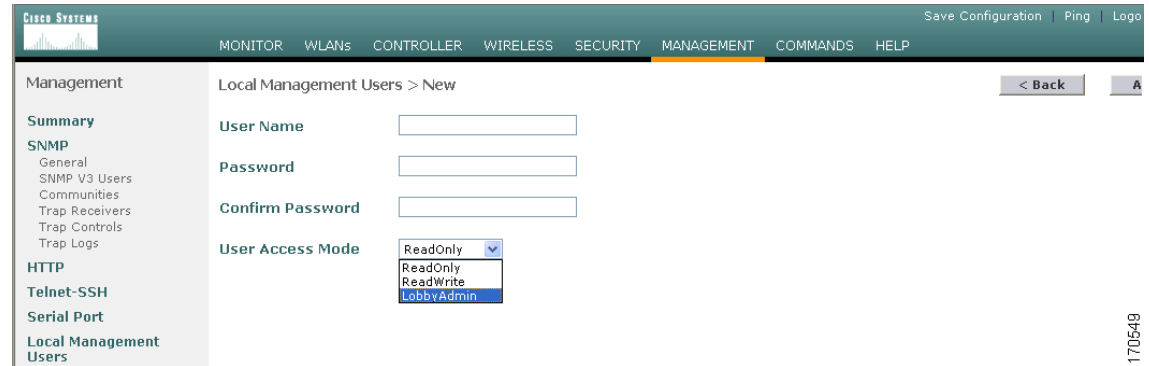 CISCO SYSTEMS
Save Configuration | Ping | Logo
MONITOR WLANs CONTROLLER WIRELESS SECURITY MANAGEMENT COMMANDS HELP
Management
Summary
SNMP
General
SNMP V3 Users
Communities
Trap Receivers
Trap Controls
Trap Logs
HTTP
Telnet-SSH
Serial Port
Local Management
Users
Local Management Users > New
< Back
A
User Name
Password
Confirm Password
User Access Mode
ReadOnly
ReadOnly
ReadWrite
LobbyAdmin
170549